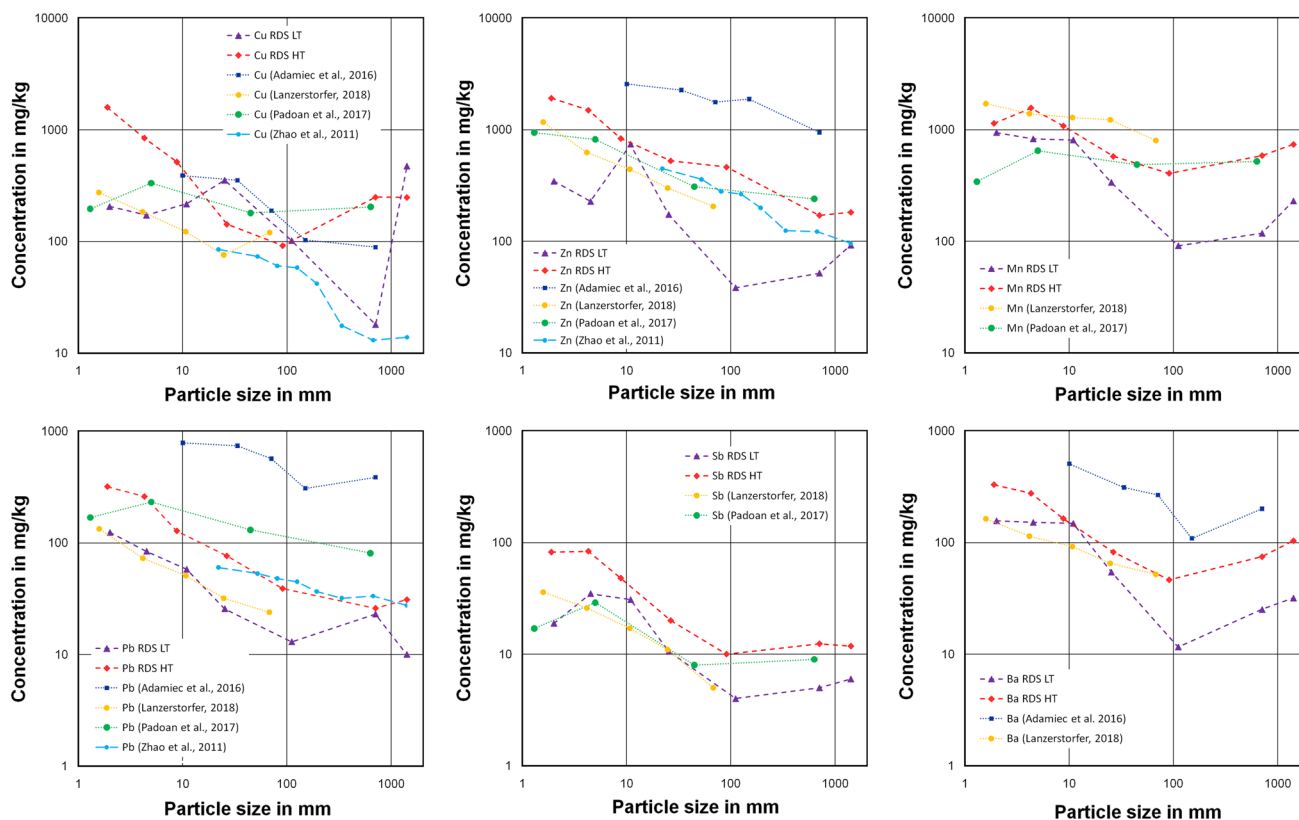 10000
1000
100
10
1
10
100
1000
Concentration in mg/kg
Particle size in mm
Cu RDS LT
Cu RDS HT
Cu (Adamiec et al., 2016)
Cu (Lanzerstorfer, 2018)
Cu (Padoan et al., 2017)
Cu (Zhao et al., 2011)
10000
1000
100
10
1
10
100
1000
Concentration in mg/kg
Particle size in mm
Zn RDS LT
Zn RDS HT
Zn (Adamiec et al., 2016)
Zn (Lanzerstorfer, 2018)
Zn (Padoan et al., 2017)
Zn (Zhao et al., 2011)
10000
1000
100
10
1
10
100
1000
Concentration in mg/kg
Particle size in mm
Mn RDS LT
Mn RDS HT
Mn (Lanzerstorfer, 2018)
Mn (Padoan et al., 2017)
1000
100
10
1
1
10
100
1000
Concentration in mg/kg
Particle size in mm
Pb RDS LT
Pb RDS HT
Pb (Adamiec et al., 2016)
Pb (Lanzerstorfer, 2018)
Pb (Padoan et al., 2017)
Pb (Zhao et al., 2011)
1000
100
10
1
1
10
100
1000
Concentration in mg/kg
Particle size in mm
Sb RDS LT
Sb RDS HT
Sb (Lanzerstorfer, 2018)
Sb (Padoan et al., 2017)
1000
100
10
1
1
10
100
1000
Concentration in mg/kg
Particle size in mm
Ba RDS LT
Ba RDS HT
Ba (Adamiec et al. 2016)
Ba (Lanzerstorfer, 2018)